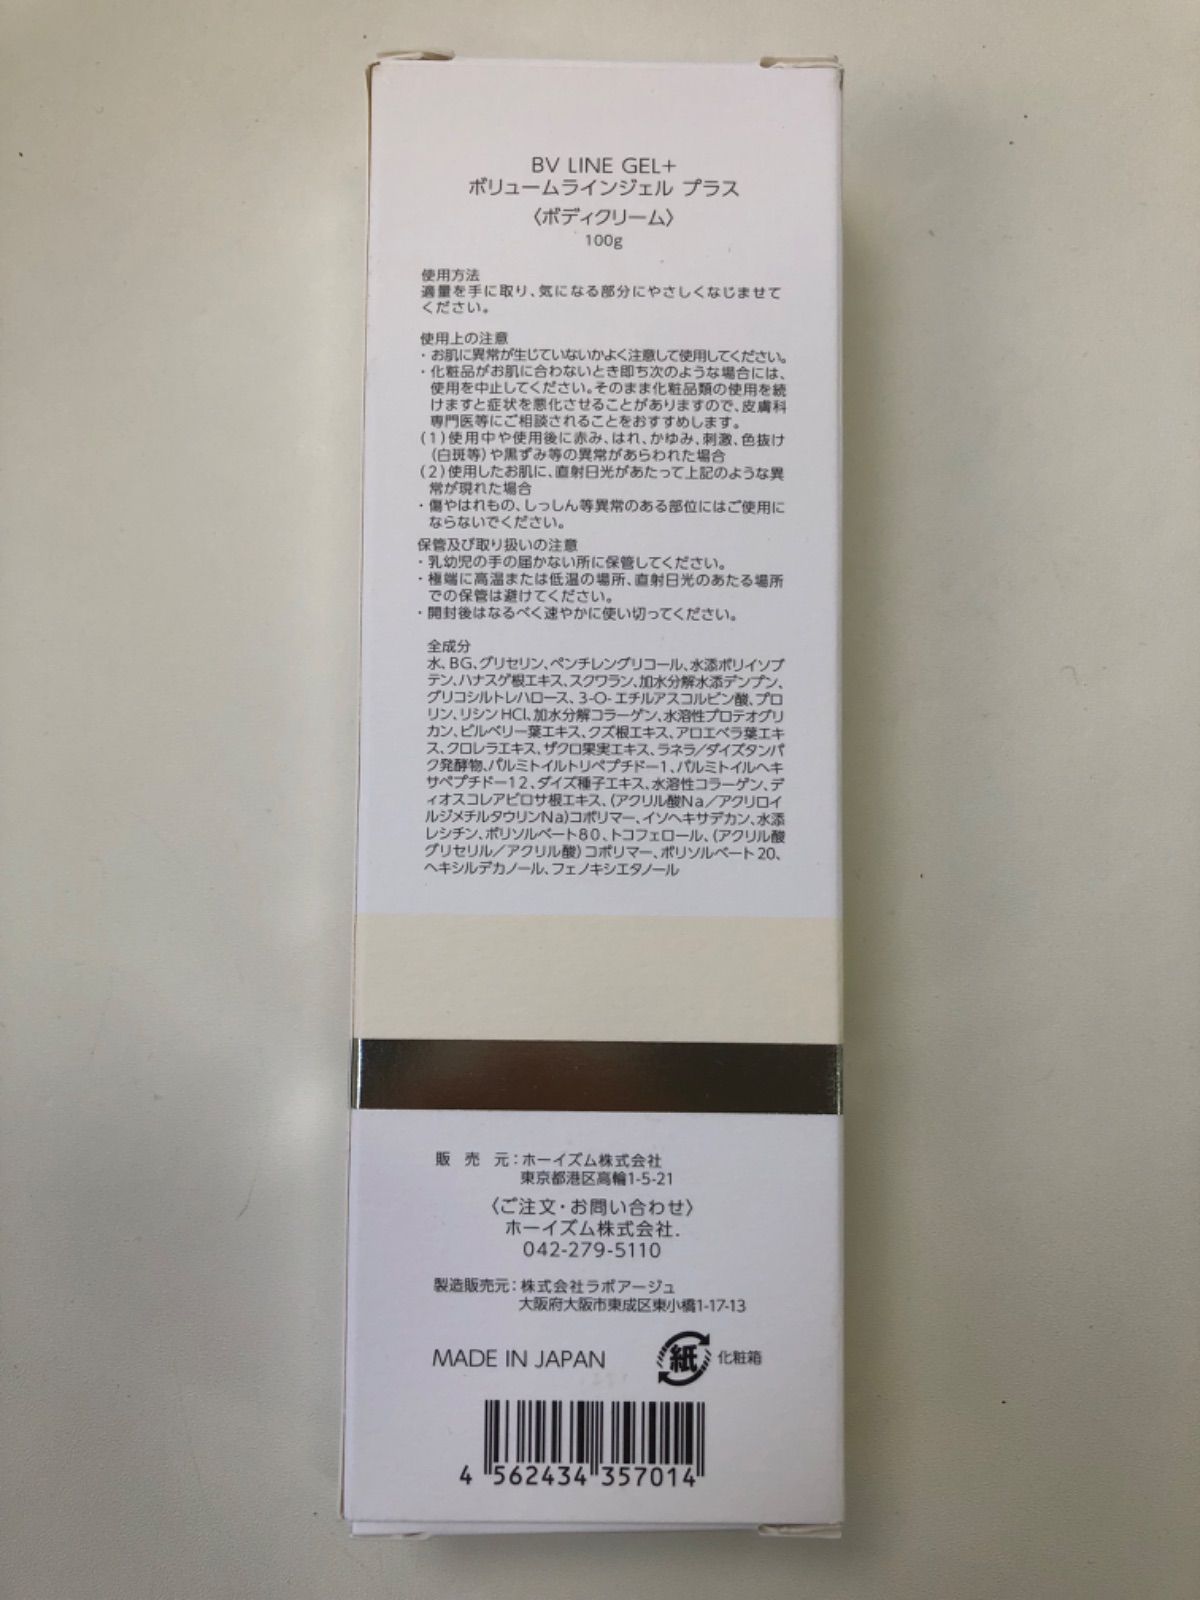 BV LINE GEL+
ボリュームラインジェル プラス
〈ボディクリーム〉
100g
使用方法
適量を手に取り、気になる部分にやさしくなじませて
ください。
使用上の注意
・お肌に異常が生じていないかよく注意して使用してください。
・化粧品がお肌に合わないとき即ち次のような場合には、
使用を中止してください。そのまま化粧品類の使用を続
けますと症状を悪化させることがありますので、皮膚科
専門医等にご相談されることをおすすめします。
(1)使用中や使用後に赤み、はれ、かゆみ、刺激、色抜け
(白斑等)や黒ずみ等の異常があらわれた場合
(2)使用したお肌に、直射日光があたって上記のような異
常が現れた場合
・傷やはれもの、しっしん等異常のある部位にはご使用に
ならないでください。
保管及び取り扱いの注意
・乳幼児の手の届かない所に保管してください。
・極端に高温または低温の場所、直射日光のあたる場所
での保管は避けてください。
・開封後はなるべく速やかに使い切ってください。
全成分
水、BG、グリセリン、ペンチレングリコール、水添ポリイソブ
テン、ハナスゲ根エキス、スクワラン、加水分解水添デンプン、
グリコシルトレハロース、3-O-エチルアスコルビン酸、プロ
リン、リシンHCl、加水分解コラーゲン、水溶性プロテオグリ
カン、ビルベリー葉エキス、クズ根エキス、アロエベラ葉エキ
ス、クロレラエキス、ザクロ果実エキス、ラネラ/ダイズタンパ
ク発酵物、パルミトイルトリペプチドー1、パルミトイルヘキ
サペプチドー12、ダイズ種子エキス、水溶性コラーゲン、デ
ィオスコレアビロサ根エキス、(アクリル酸Na/アクリロイ
ルジメチルタウリンNa)コポリマー、イソヘキサデカン、水添
レシチン、ポリソルベート80、トコフェロール、(アクリル酸
グリセリル/アクリル酸)コポリマー、ポリソルベート20、
ヘキシルデカノール、フェノキシエタノール
販 売 元：ホーイズム株式会社
東京都港区高輪1-5-21
〈ご注文・お問い合わせ〉
ホーイズム株式会社.
042-279-5110
製造販売元：株式会社ラボアージュ
大阪府大阪市東成区東小橋1-17-13
MADE IN JAPAN
紙 化粧箱
4 562434 357014